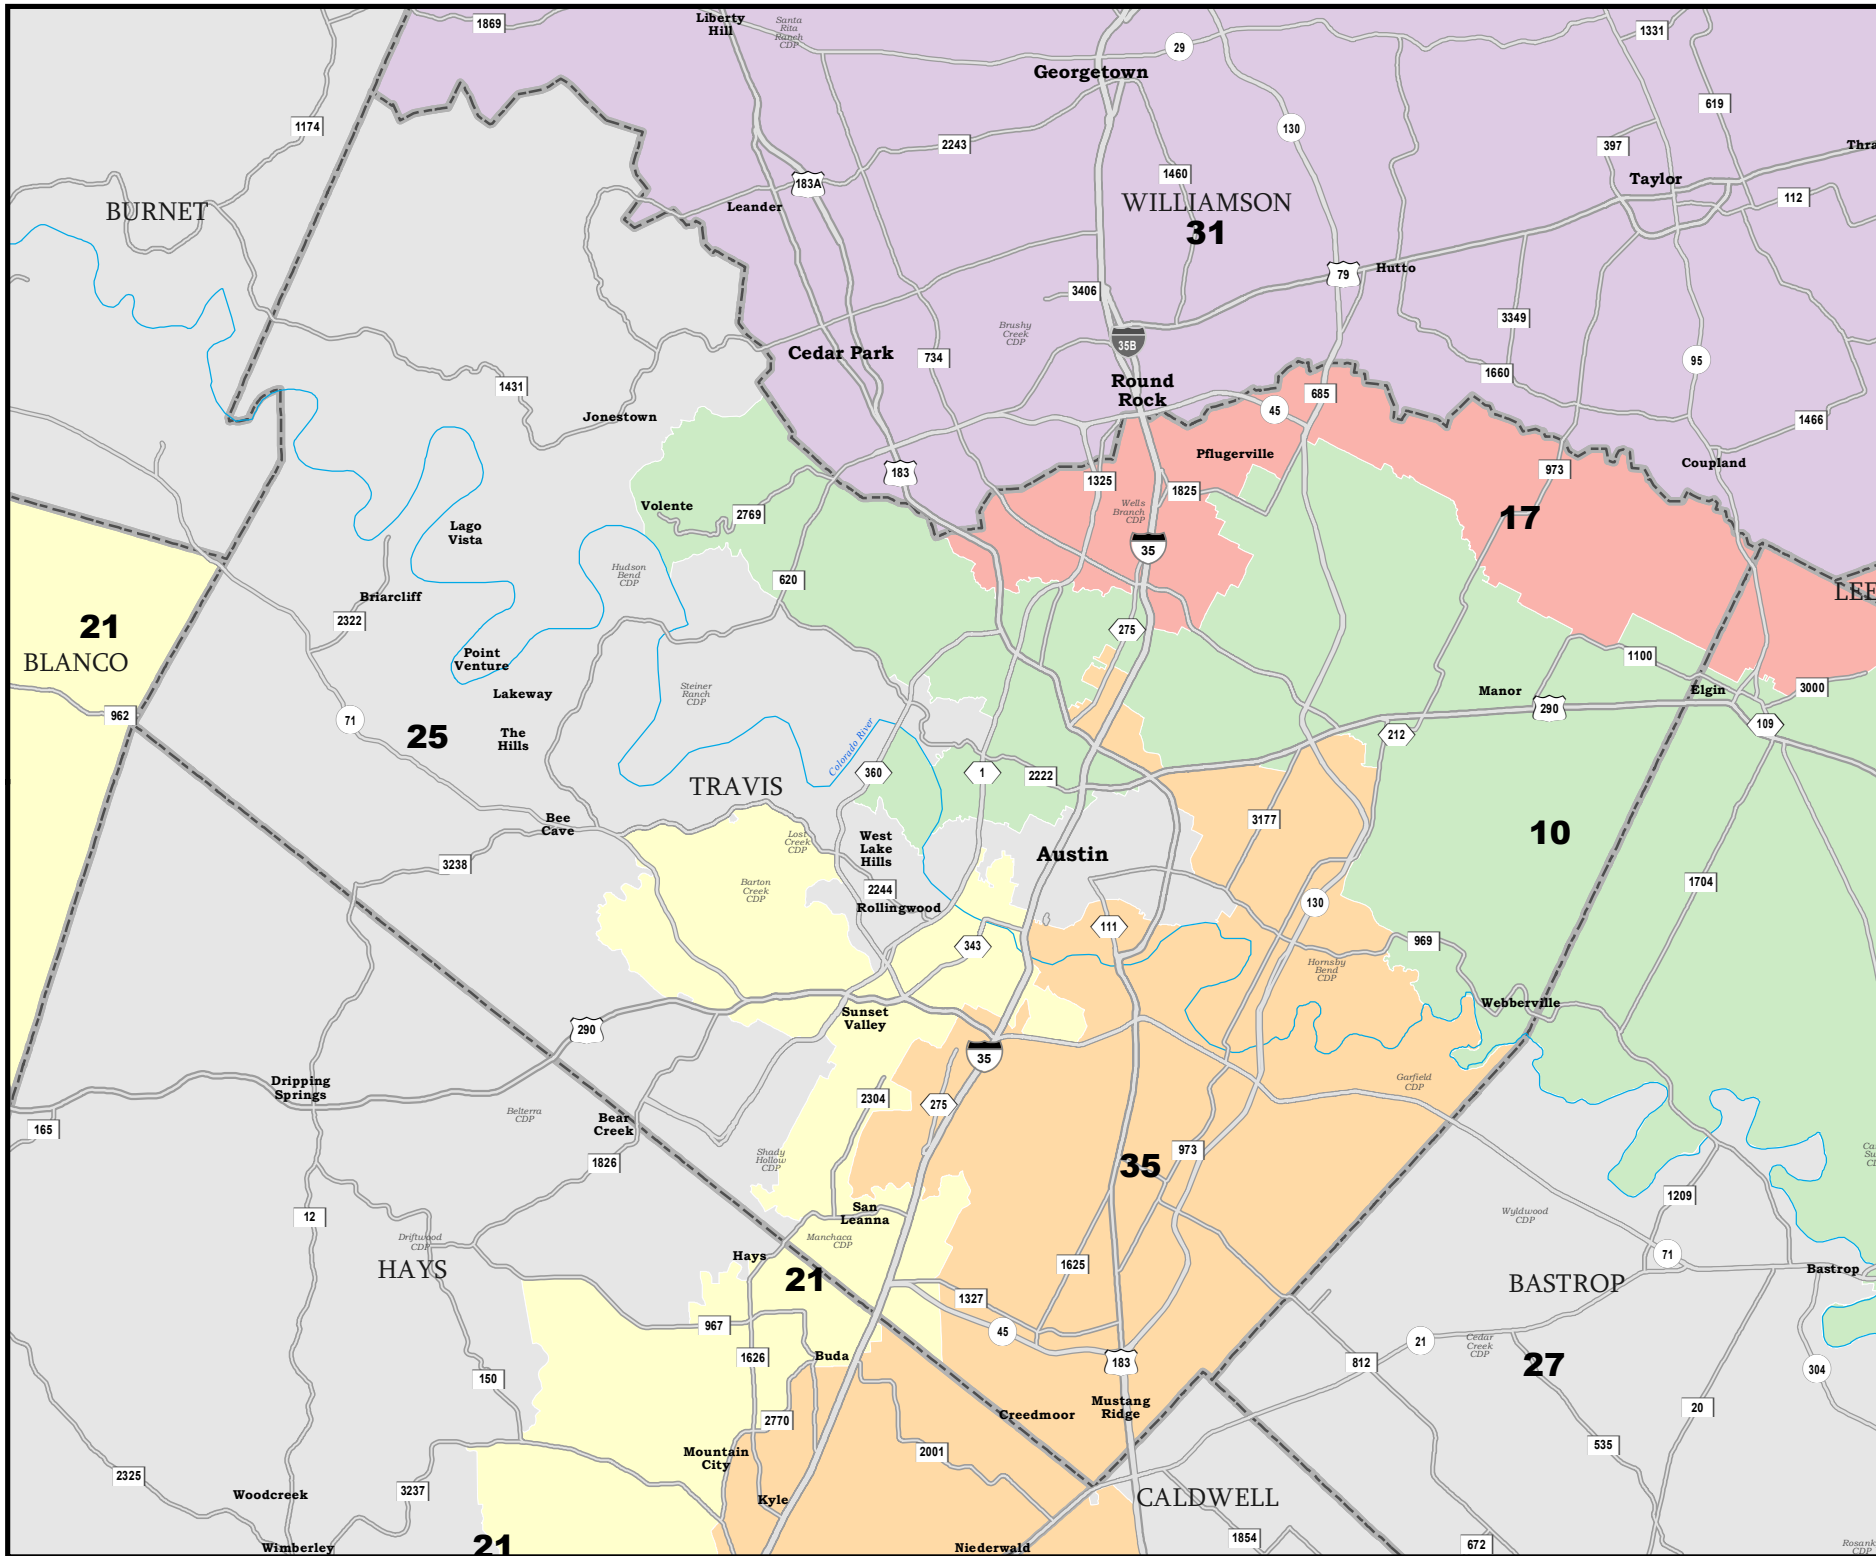 1869
Liberty
Hill
Santa
Rita
Ranch
CDP
29
1331
Georgetown
619
1174
130
2243
397
Thra
1460
Taylor
183A
112
Leander
BURNET
WILLIAMSON
31
79
Hutto
3406
3349
Brushy
Creek
CDP
35B
Cedar Park
734
95
1660
Round
Rock
1431
685
45
Jonestown
1466
Pflugerville
Coupland
183
973
1325
1825
Volente
2769
Wells
Branch
CDP
17
Lago
Vista
35
Hudson
Bend
CDP
620
LEE
Briarcliff
2322
21
275
BLANCO
Point
Venture
1100
Lakeway
Steiner
Ranch
CDP
Manor
Elgin
3000
962
71
290
25
The
Hills
109
212
Colorado River
360
1
2222
TRAVIS
Bee
Cave
3177
10
Lost
Creek
CDP
West
Lake
Hills
Austin
3238
1704
Barton
Creek
CDP
2244
130
Rollingwood
111
343
969
Hornsby
Bend
CDP
Webberville
Sunset
Valley
290
35
Garfield
CDP
Dripping
Springs
2304
275
Belterra
CDP
Bear
Creek
165
Ca
Su
CD
973
1826
Shady
Hollow
CDP
35
1209
12
San
Leanna
Wyldwood
CDP
Driftwood
CDP
Manchaca
CDP
Hays
71
HAYS
1625
Bastrop
21
BASTROP
1327
967
45
21
Cedar
Creek
CDP
1626
Buda
183
812
27
304
150
Mustang
Ridge
Creedmoor
20
2770
535
Mountain
City
2001
2325
3237
Woodcreek
Kyle
CALDWELL
1854
672
Wimberley
21
Niederwald
Rosank
CDP